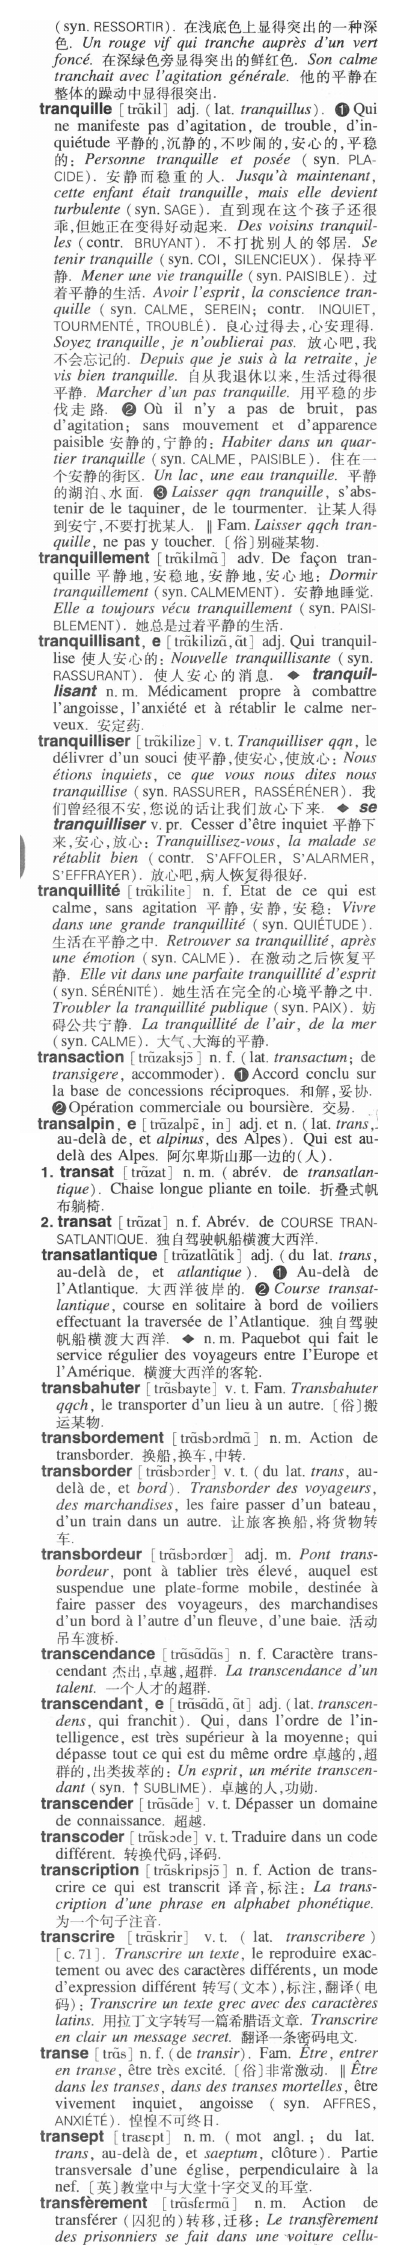 (syn. RESSORTIR). 在浅底色上显得突出的一种深
色. Un rouge vif qui tranche auprès d'un vert
foncé. 在深绿色旁显得突出的鲜红色. Son calme
tranchait avec l'agitation générale. 他的平静在
整体的躁动中显得很突出.
tranquille [trɑ̃kil] adj. (lat. tranquillus). ❶ Qui
ne manifeste pas d'agitation, de trouble, d'in-
quiétude 平静的,沉静的,不吵闹的,安心的,平稳
的: Personne tranquille et posée (syn. PLA-
CIDE). 安静而稳重的人. Jusqu'à maintenant,
cette enfant était tranquille, mais elle devient
turbulente (syn. SAGE). 直到现在这个孩子还很
乖,但她正在变得好动起来. Des voisins tranquil-
les (contr. BRUYANT). 不打扰别人的邻居. Se
tenir tranquille (syn. COI, SILENCIEUX). 保持平
静. Mener une vie tranquille (syn. PAISIBLE). 过
着平静的生活. Avoir l'esprit, la conscience tran-
quille (syn. CALME, SEREIN; contr. INQUIET,
TOURMENTÉ, TROUBLÉ). 良心过得去,心安理得.
Soyez tranquille, je n'oublierai pas. 放心吧,我
不会忘记的. Depuis que je suis à la retraite, je
vis bien tranquille. 自从我退休以来,生活过得很
平静. Marcher d'un pas tranquille. 用平稳的步
伐走路. ❷ Où il n'y a pas de bruit, pas
d'agitation; sans mouvement et d'apparence
paisible 安静的,宁静的: Habiter dans un quar-
tier tranquille (syn. CALME, PAISIBLE). 住在一
个安静的街区. Un lac, une eau tranquille. 平静
的湖泊、水面. ❸ Laisser qqn tranquille, s'abs-
tenir de le taquiner, de le tourmenter. 让某人得
到安宁,不要打扰某人. ‖ Fam. Laisser qqch tran-
quille, ne pas y toucher. 〔俗〕别碰某物.
tranquillement [trɑ̃kilmɑ̃] adv. De façon tran-
quille 平静地,安稳地,安静地,安心地: Dormir
tranquillement (syn. CALMEMENT). 安静地睡觉.
Elle a toujours vécu tranquillement (syn. PAISI-
BLEMENT). 她总是过着平静的生活.
tranquillisant, e [trɑ̃kilizɑ̃, ɑ̃t] adj. Qui tranquil-
lise 使人安心的: Nouvelle tranquillisante (syn.
RASSURANT). 使人安心的消息. ◆ tranquil-
lisant n. m. Médicament propre à combattre
l'angoisse, l'anxiété et à rétablir le calme ner-
veux. 安定药.
tranquilliser [trɑ̃kilize] v. t. Tranquilliser qqn, le
délivrer d'un souci 使平静,使安心,使放心: Nous
étions inquiets, ce que vous nous dites nous
tranquillise (syn. RASSURER, RASSÉRÉNER). 我
们曾经很不安,您说的话让我们放心下来. ◆ se
tranquilliser v. pr. Cesser d'être inquiet 平静下
来,安心,放心: Tranquillisez-vous, la malade se
rétablit bien (contr. S'AFFOLER, S'ALARMER,
S'EFFRAYER). 放心吧,病人恢复得很好.
tranquillité [trɑ̃kilite] n. f. État de ce qui est
calme, sans agitation 平静,安静,安稳: Vivre
dans une grande tranquillité (syn. QUIÉTUDE).
生活在平静之中. Retrouver sa tranquillité, après
une émotion (syn. CALME). 在激动之后恢复平
静. Elle vit dans une parfaite tranquillité d'esprit
(syn. SÉRÉNITÉ). 她生活在完全的心境平静之中.
Troubler la tranquillité publique (syn. PAIX). 妨
碍公共宁静. La tranquillité de l'air, de la mer
(syn. CALME). 大气、大海的平静.
transaction [trɑ̃zaksjɔ̃] n. f. (lat. transactum; de
transigere, accommoder). ❶ Accord conclu sur
la base de concessions réciproques. 和解,妥协.
❷ Opération commerciale ou boursière. 交易.
transalpin, e [trɑ̃zalpɛ̃, in] adj. et n. (lat. trans,
au-delà de, et alpinus, des Alpes). Qui est au-
delà des Alpes. 阿尔卑斯山那一边的(人).
1. transat [trɑ̃zat] n. m. (abrév. de transatlan-
tique). Chaise longue pliante en toile. 折叠式帆
布躺椅.
2. transat [trɑ̃zat] n. f. Abrév. de COURSE TRAN-
SATLANTIQUE. 独自驾驶帆船横渡大西洋.
transatlantique [trɑ̃zatlɑ̃tik] adj. (du lat. trans,
au-delà de, et atlantique). ❶ Au-delà de
l'Atlantique. 大西洋彼岸的. ❷ Course transat-
lantique, course en solitaire à bord de voiliers
effectuant la traversée de l'Atlantique. 独自驾驶
帆船横渡大西洋. ◆ n. m. Paquebot qui fait le
service régulier des voyageurs entre l'Europe et
l'Amérique. 横渡大西洋的客轮.
transbahuter [trɑ̃sbayte] v. t. Fam. Transbahuter
qqch, le transporter d'un lieu à un autre. 〔俗〕搬
运某物.
transbordement [trɑ̃sbɔrdmɑ̃] n. m. Action de
transborder. 换船,换车,中转.
transborder [trɑ̃sbɔrder] v. t. (du lat. trans, au-
delà de, et bord). Transborder des voyageurs,
des marchandises, les faire passer d'un bateau,
d'un train dans un autre. 让旅客换船,将货物转
车.
transbordeur [trɑ̃sbɔrdœr] adj. m. Pont trans-
bordeur, pont à tablier très élevé, auquel est
suspendue une plate-forme mobile, destinée à
faire passer des voyageurs, des marchandises
d'un bord à l'autre d'un fleuve, d'une baie. 活动
吊车渡桥.
transcendance [trɑ̃sɑ̃dɑ̃s] n. f. Caractère trans-
cendant 杰出,卓越,超群. La transcendance d'un
talent. 一个人才的超群.
transcendant, e [trɑ̃sɑ̃dɑ̃, ɑ̃t] adj. (lat. transcen-
dens, qui franchit). Qui, dans l'ordre de l'in-
telligence, est très supérieur à la moyenne; qui
dépasse tout ce qui est du même ordre 卓越的,超
群的,出类拔萃的: Un esprit, un mérite transcen-
dant (syn. ↑ SUBLIME). 卓越的人,功勋.
transcender [trɑ̃sɑ̃de] v. t. Dépasser un domaine
de connaissance. 超越.
transcoder [trɑ̃skɔde] v. t. Traduire dans un code
différent. 转换代码,译码.
transcription [trɑ̃skripsjɔ̃] n. f. Action de trans-
crire ce qui est transcrit 译音,标注: La trans-
cription d'une phrase en alphabet phonétique.
为一个句子注音.
transcrire [trɑ̃skrir] v. t. ( lat. transcribere )
[c. 71]. Transcrire un texte, le reproduire exac-
tement ou avec des caractères différents, un mode
d'expression différent 转写(文本),标注,翻译(电
码): Transcrire un texte grec avec des caractères
latins. 用拉丁文字转写一篇希腊语文章. Transcrire
en clair un message secret. 翻译一条密码电文.
transe [trɑ̃s] n. f. (de transir). Fam. Être, entrer
en transe, être très excité. 〔俗〕非常激动. ‖ Être
dans les transes, dans des transes mortelles, être
vivement inquiet, angoisse ( syn. AFFRES,
ANXIÉTÉ). 惶惶不可终日.
transept [trasɛpt] n. m. ( mot angl. ; du lat.
trans, au-delà de, et saeptum, clôture). Partie
transversale d'une église, perpendiculaire à la
nef. 〔英〕教堂中与大堂十字交叉的耳堂.
transfèrement [trɑ̃sfɛrmɑ̃] n. m. Action de
transférer (囚犯的)转移,迁移: Le transfèrement
des prisonniers se fait dans une voiture cellu-